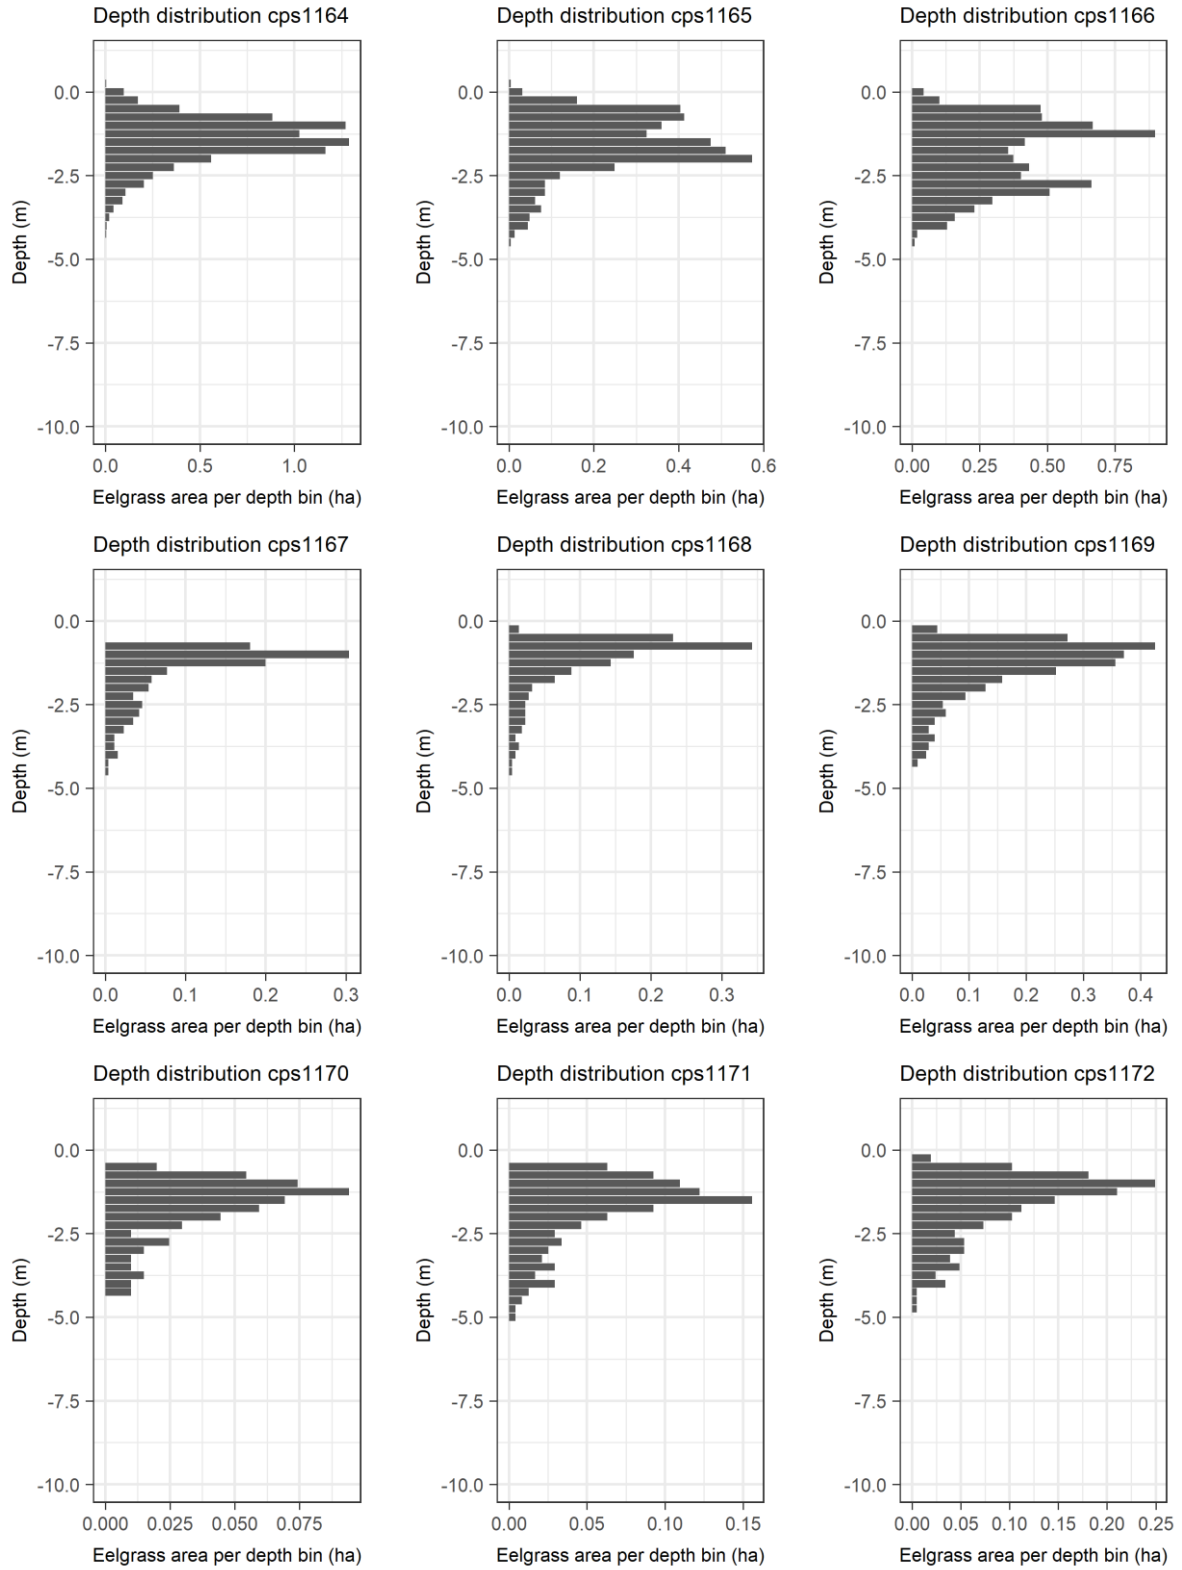 Depth distribution cps1164
Depth (m)
0.0
-2.5
-5.0
-7.5
-10.0
0.0 0.5 1.0
Eelgrass area per depth bin (ha)
Depth distribution cps1165
Depth (m)
0.0
-2.5
-5.0
-7.5
-10.0
0.0 0.2 0.4 0.6
Eelgrass area per depth bin (ha)
Depth distribution cps1166
Depth (m)
0.0
-2.5
-5.0
-7.5
-10.0
0.00 0.25 0.50 0.75
Eelgrass area per depth bin (ha)
Depth distribution cps1167
Depth (m)
0.0
-2.5
-5.0
-7.5
-10.0
0.0 0.1 0.2 0.3
Eelgrass area per depth bin (ha)
Depth distribution cps1168
Depth (m)
0.0
-2.5
-5.0
-7.5
-10.0
0.0 0.1 0.2 0.3
Eelgrass area per depth bin (ha)
Depth distribution cps1169
Depth (m)
0.0
-2.5
-5.0
-7.5
-10.0
0.0 0.1 0.2 0.3 0.4
Eelgrass area per depth bin (ha)
Depth distribution cps1170
Depth (m)
0.0
-2.5
-5.0
-7.5
-10.0
0.000 0.025 0.050 0.075
Eelgrass area per depth bin (ha)
Depth distribution cps1171
Depth (m)
0.0
-2.5
-5.0
-7.5
-10.0
0.00 0.05 0.10 0.15
Eelgrass area per depth bin (ha)
Depth distribution cps1172
Depth (m)
0.0
-2.5
-5.0
-7.5
-10.0
0.00 0.05 0.10 0.15 0.20 0.25
Eelgrass area per depth bin (ha)